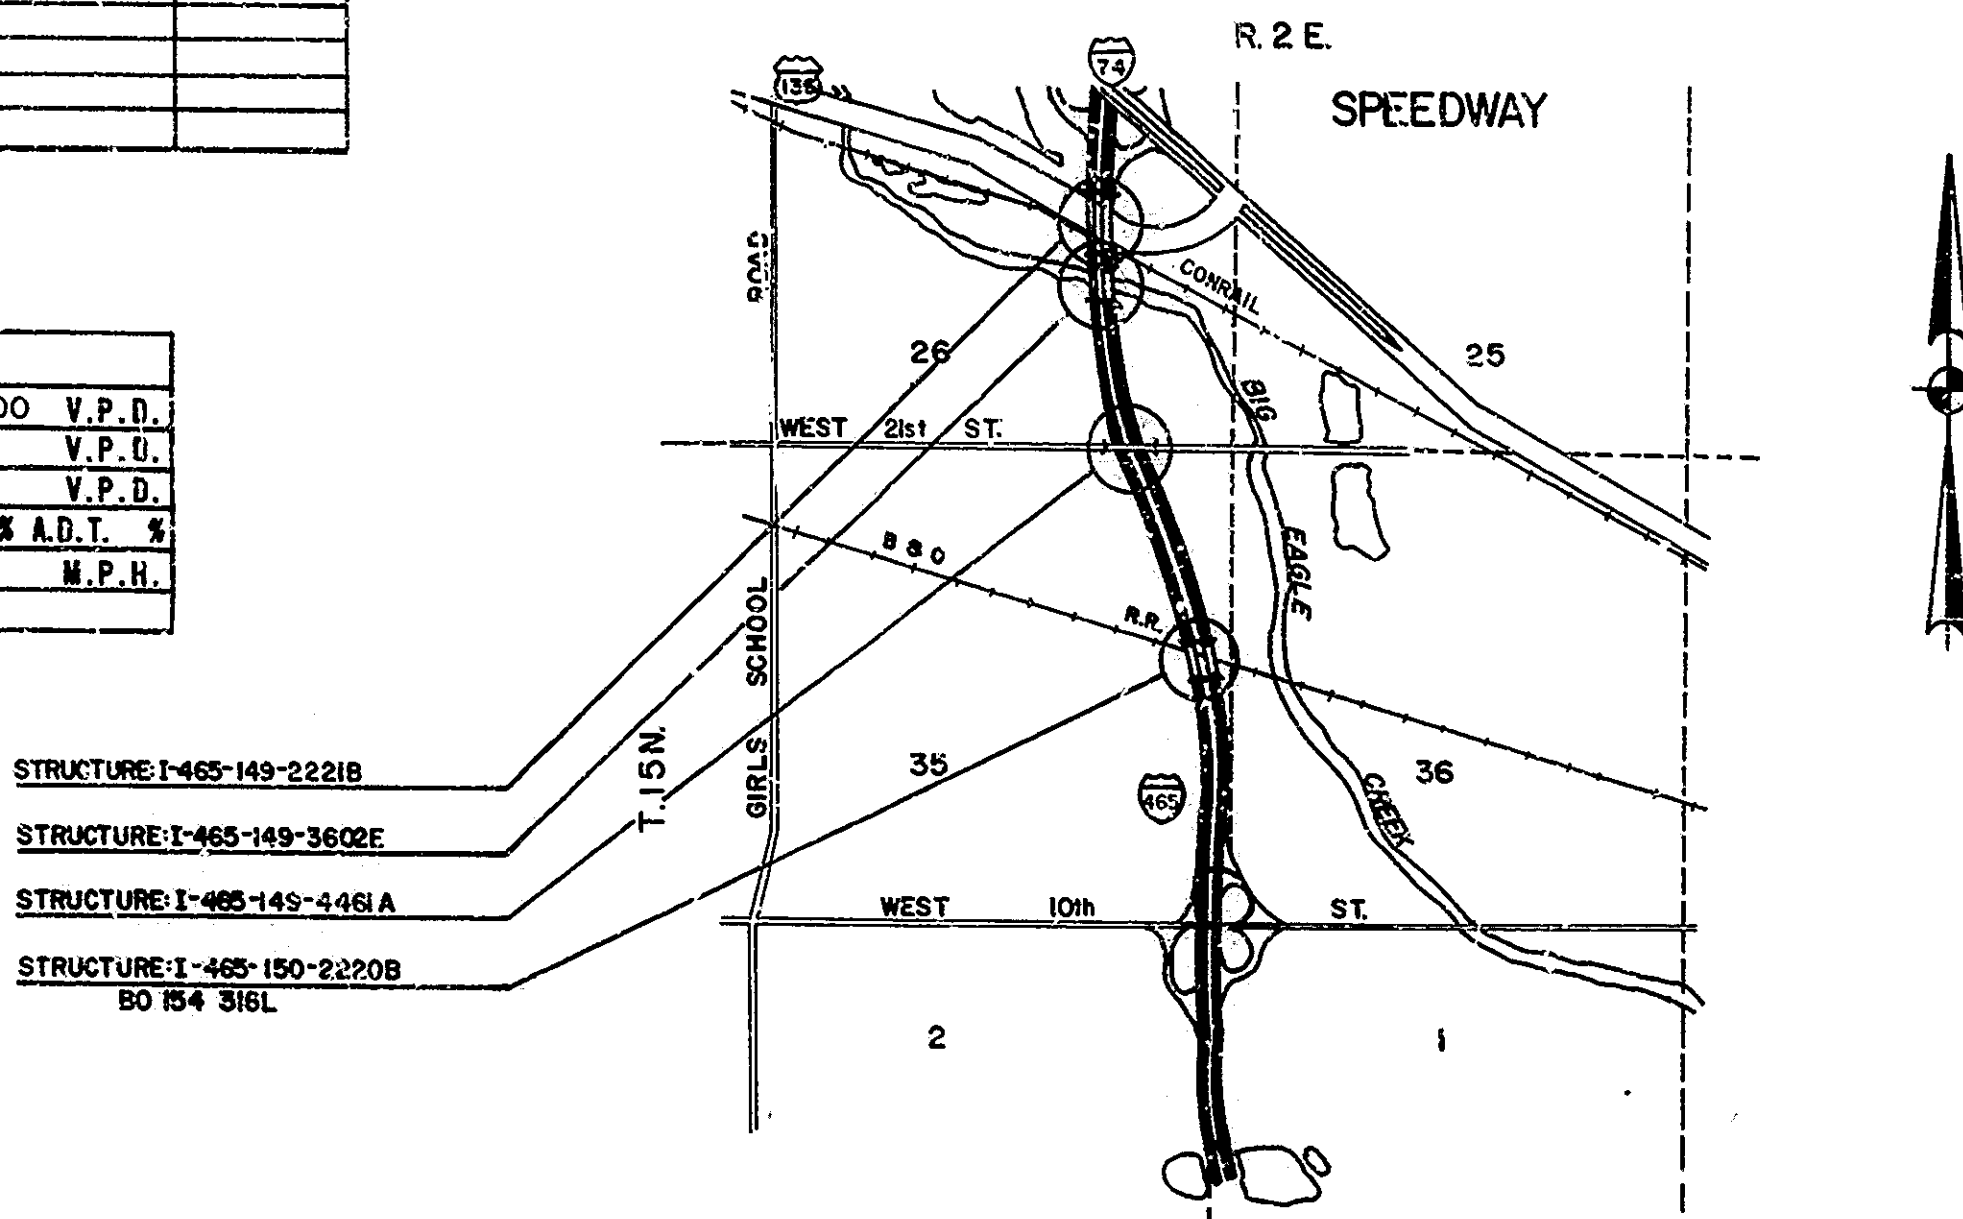 R. 2 E.
74
136
SPEEDWAY
ROAD
CONRAIL
26
25
00 V.P.D.
V.P.D.
V.P.D.
% A.D.T. %
M.P.H.
BIG
WEST 21st ST.
B & O
R.R.
EAGLE
GIRLS SCHOOL
T. 15 N.
STRUCTURE: I-465-149-2221B
35
465
36
STRUCTURE: I-465-149-3602E
CREEK
STRUCTURE: I-465-149-4461A
WEST 10th ST.
STRUCTURE: I-465-150-2220B
BO 154 316L
2
1